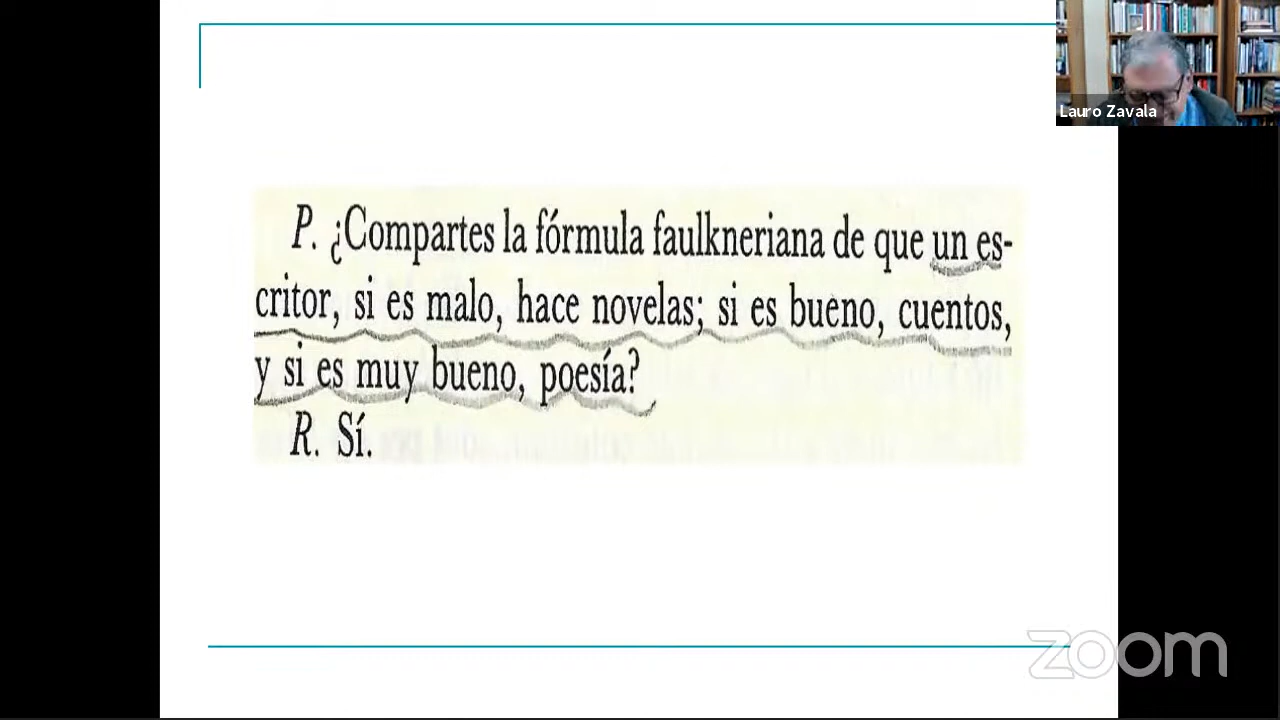 Lauro Zavala
P. ¿Compartes la fórmula faulkneriana de que un es-
critor, si es malo, hace novelas; si es bueno, cuentos,
y si es muy bueno, poesía?
R. Sí.
zoom